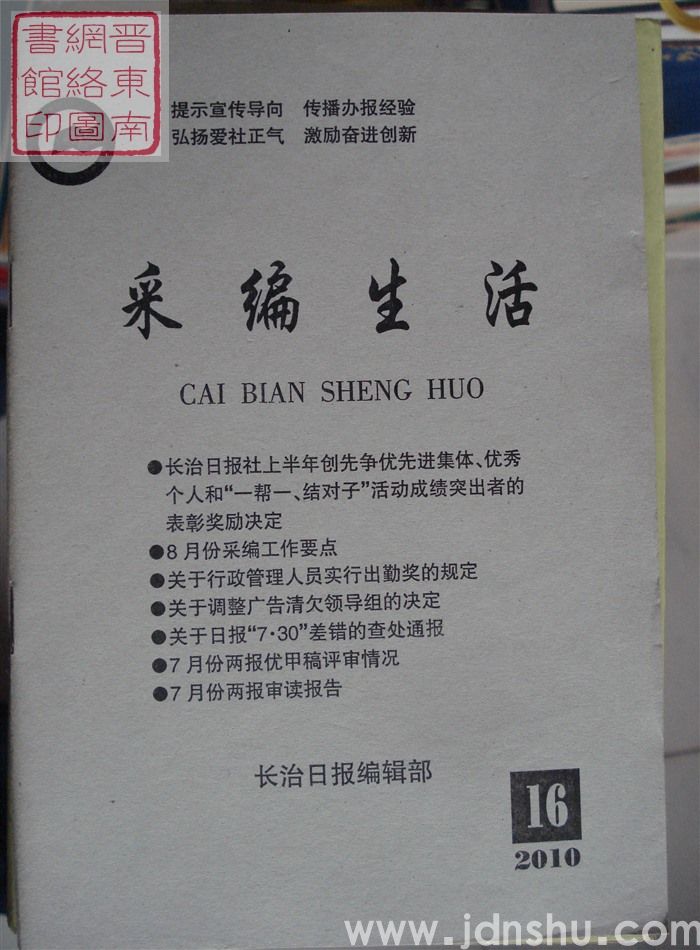 晋東南
網絡圖
書館印
提示宣传导向 传播办报经验
弘扬爱社正气 激励奋进创新
采编生活
CAI BIAN SHENG HUO
●长治日报社上半年创先争优先进集体、优秀
个人和“一帮一、结对子”活动成绩突出者的
表彰奖励决定
●8月份采编工作要点
●关于行政管理人员实行出勤奖的规定
●关于调整广告清欠领导组的决定
●关于日报“7·30”差错的查处通报
●7月份两报优甲稿评审情况
●7月份两报审读报告
长治日报编辑部
16
2010
www.jdnshu.com